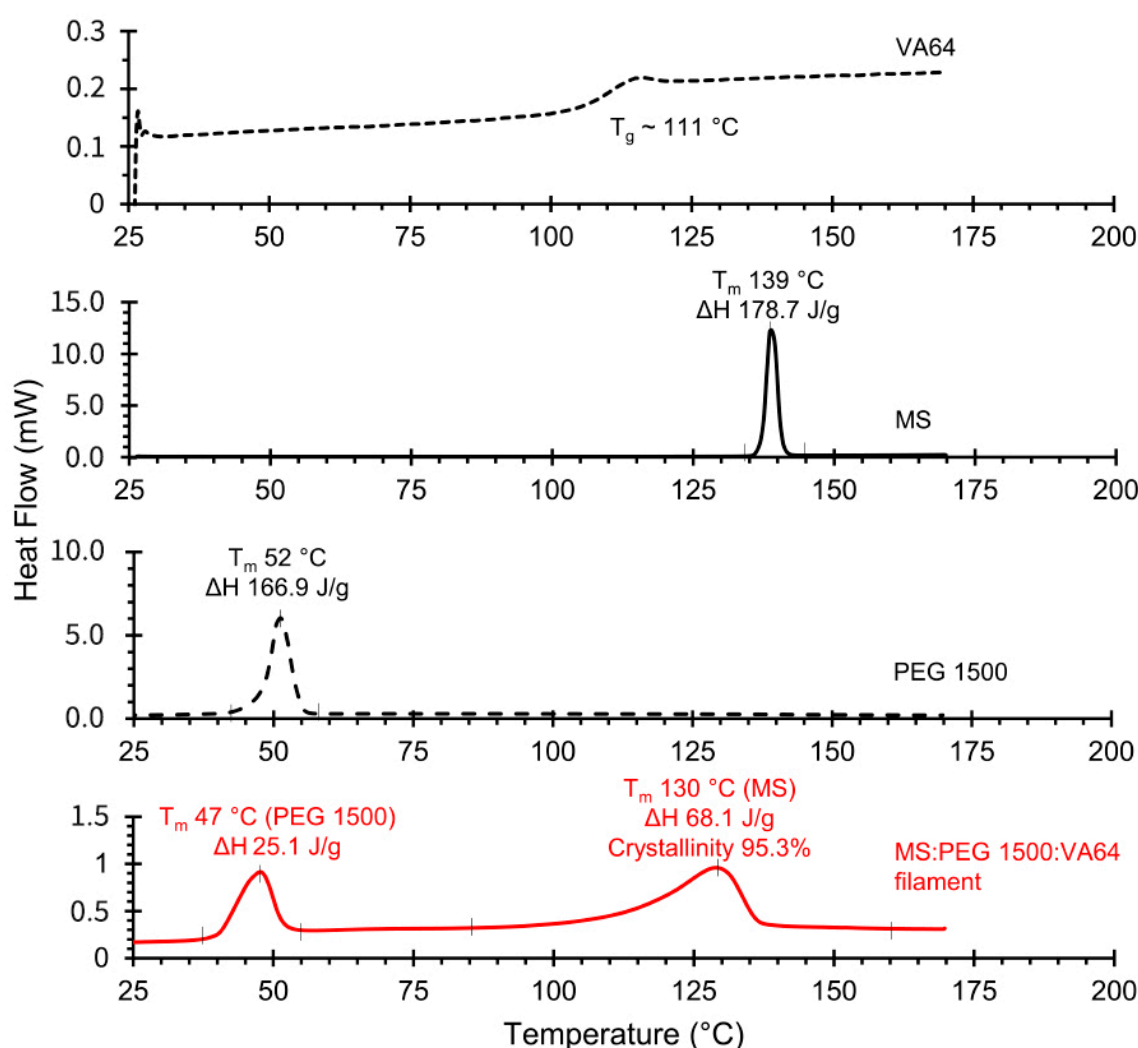 0.3
VA64
0.2
0.1
T_g ~ 111 °C
0
25 50 75 100 125 150 175 200
T_m 139 °C
ΔH 178.7 J/g
15.0
10.0
5.0
MS
0.0
25 50 75 100 125 150 175 200
Heat Flow (mW)
10.0
T_m 52 °C
ΔH 166.9 J/g
5.0
PEG 1500
0.0
25 50 75 100 125 150 175 200
1.5
T_m 47 °C (PEG 1500)
ΔH 25.1 J/g
T_m 130 °C (MS)
ΔH 68.1 J/g
Crystallinity 95.3%
MS:PEG 1500:VA64
filament
1
0.5
0
25 50 75 100 125 150 175 200
Temperature (°C)